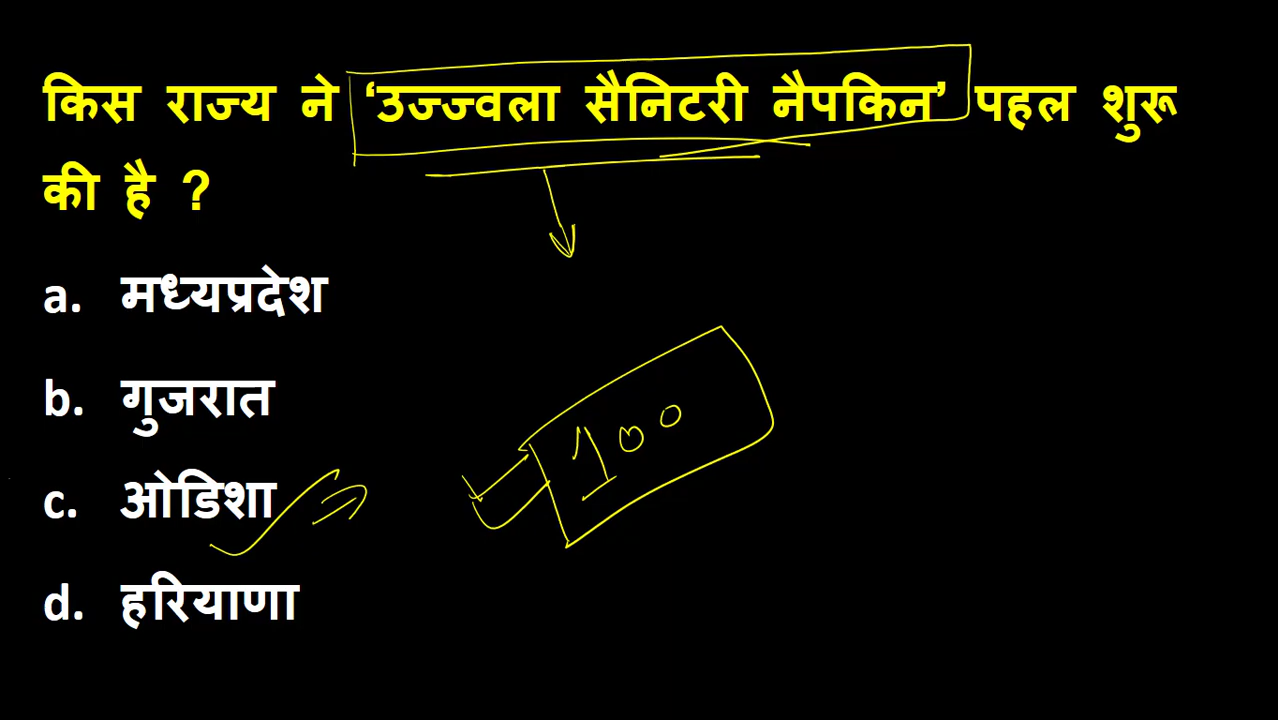 किस राज्य ने ‘उज्ज्वला सैनिटरी नैपकिन’ पहल शुरू
की है ?
a. मध्यप्रदेश
b. गुजरात
100
c. ओडिशा
d. हरियाणा